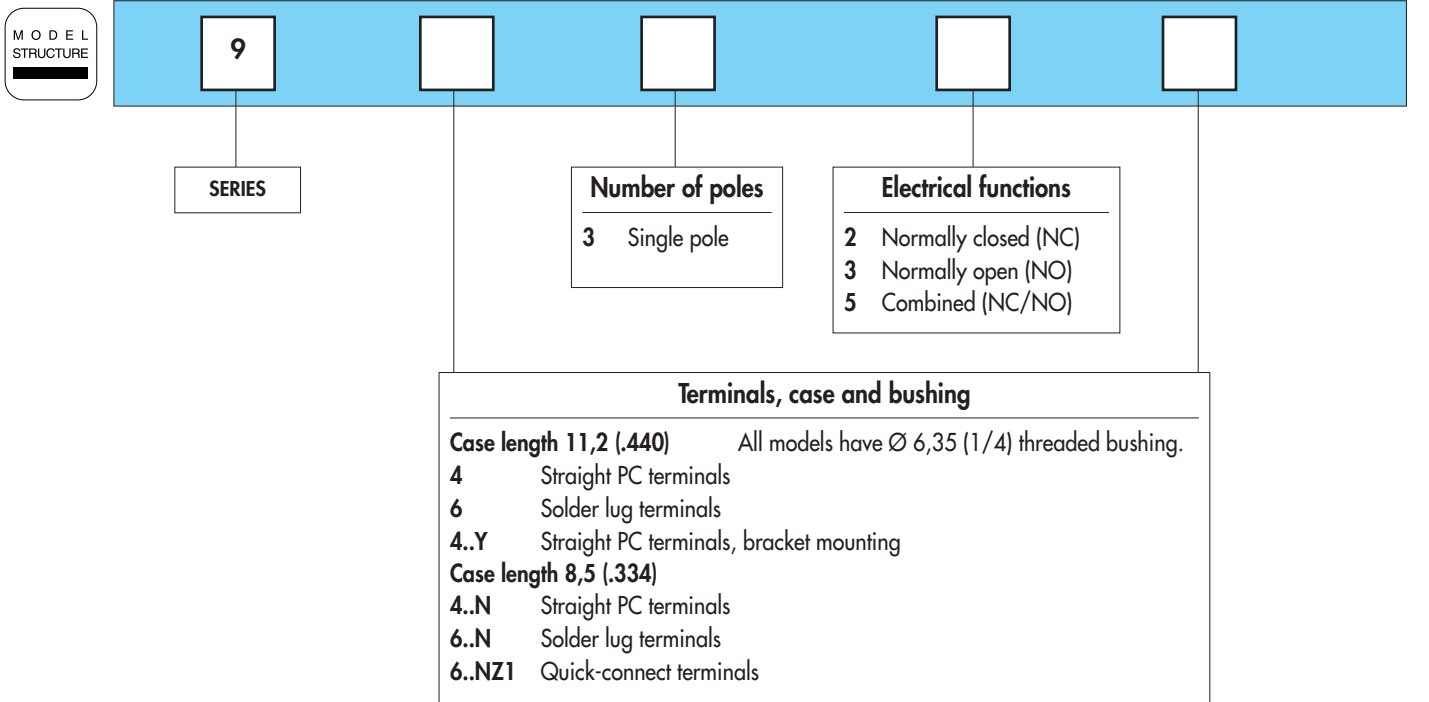 MODEL
STRUCTURE
9
SERIES
Number of poles
3 Single pole
Electrical functions
2 Normally closed (NC)
3 Normally open (NO)
5 Combined (NC/NO)
Terminals, case and bushing
Case length 11,2 (.440) All models have Ø 6,35 (1/4) threaded bushing.
4 Straight PC terminals
6 Solder lug terminals
4..Y Straight PC terminals, bracket mounting
Case length 8,5 (.334)
4..N Straight PC terminals
6..N Solder lug terminals
6..NZ1 Quick-connect terminals